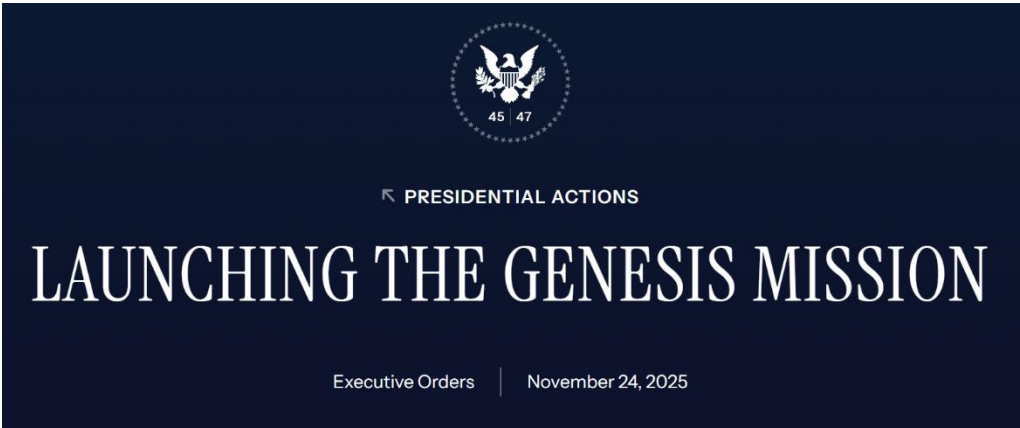 45 | 47
PRESIDENTIAL ACTIONS
LAUNCHING THE GENESIS MISSION
Executive Orders | November 24, 2025